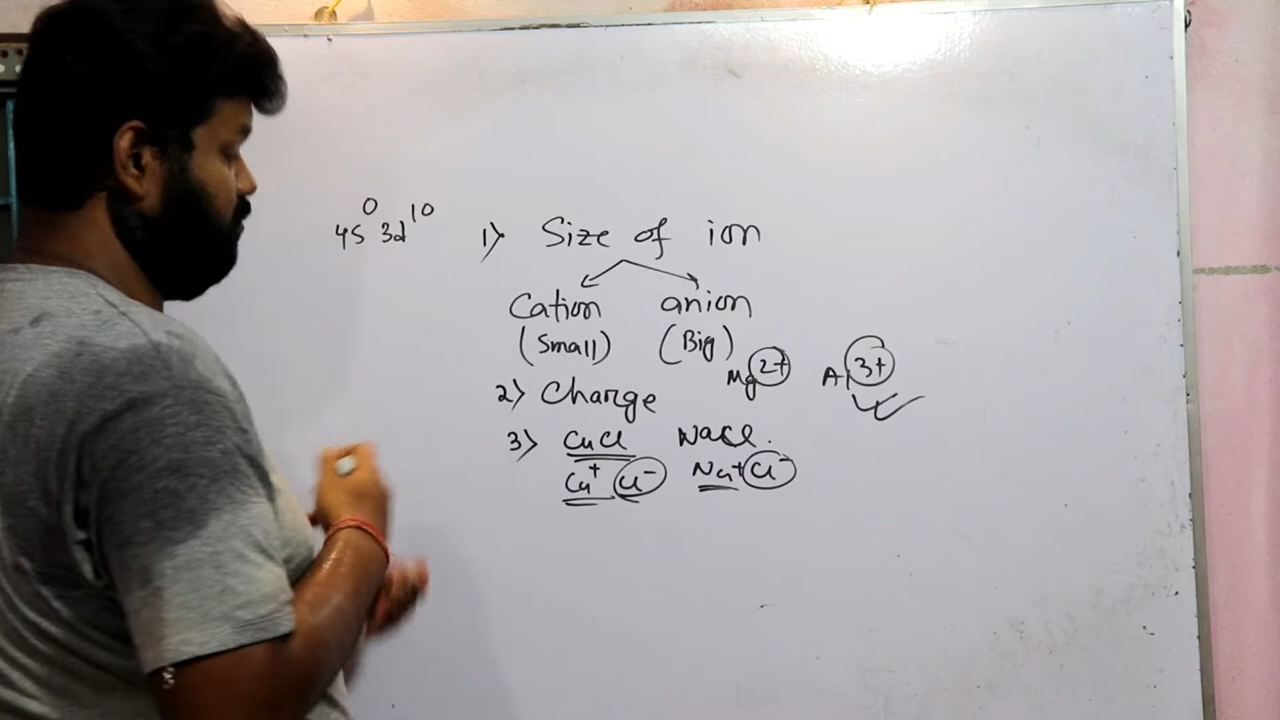 4s⁰ 3d¹⁰
1) Size of ion
Cation anion
(Small) (Big)
2) Charge Mg²⁺ Al³⁺
3) CuCl NaCl.
Cu⁺ Cl⁻ Na⁺ Cl⁻